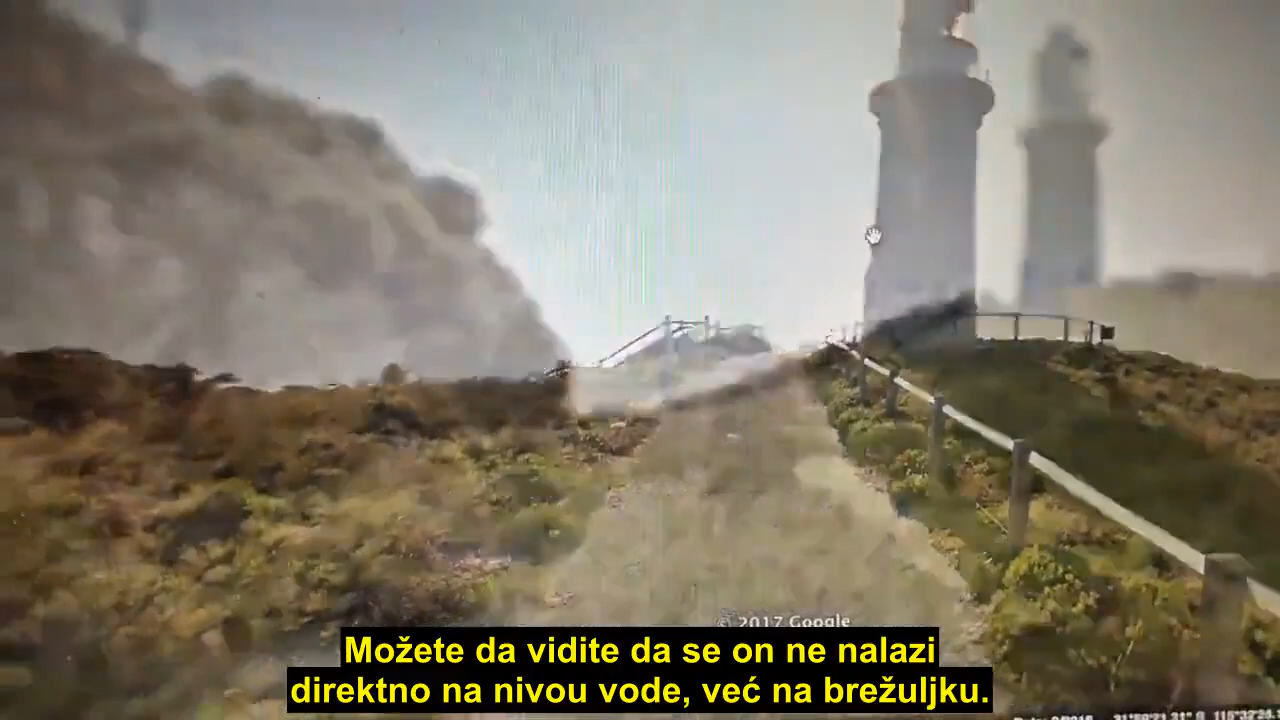 © 2017 Google
Možete da vidite da se on ne nalazi
direktno na nivou vode, već na brežuljku.